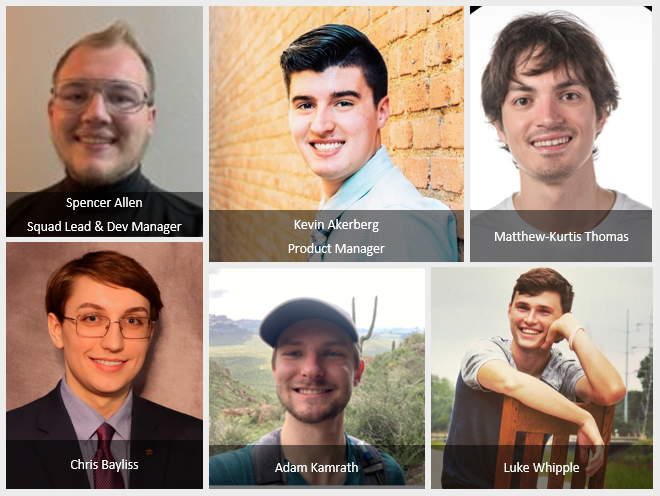 Spencer Allen
Squad Lead & Dev Manager
Kevin Akerberg
Product Manager
Matthew-Kurtis Thomas
Chris Bayliss
Adam Kamrath
Luke Whipple